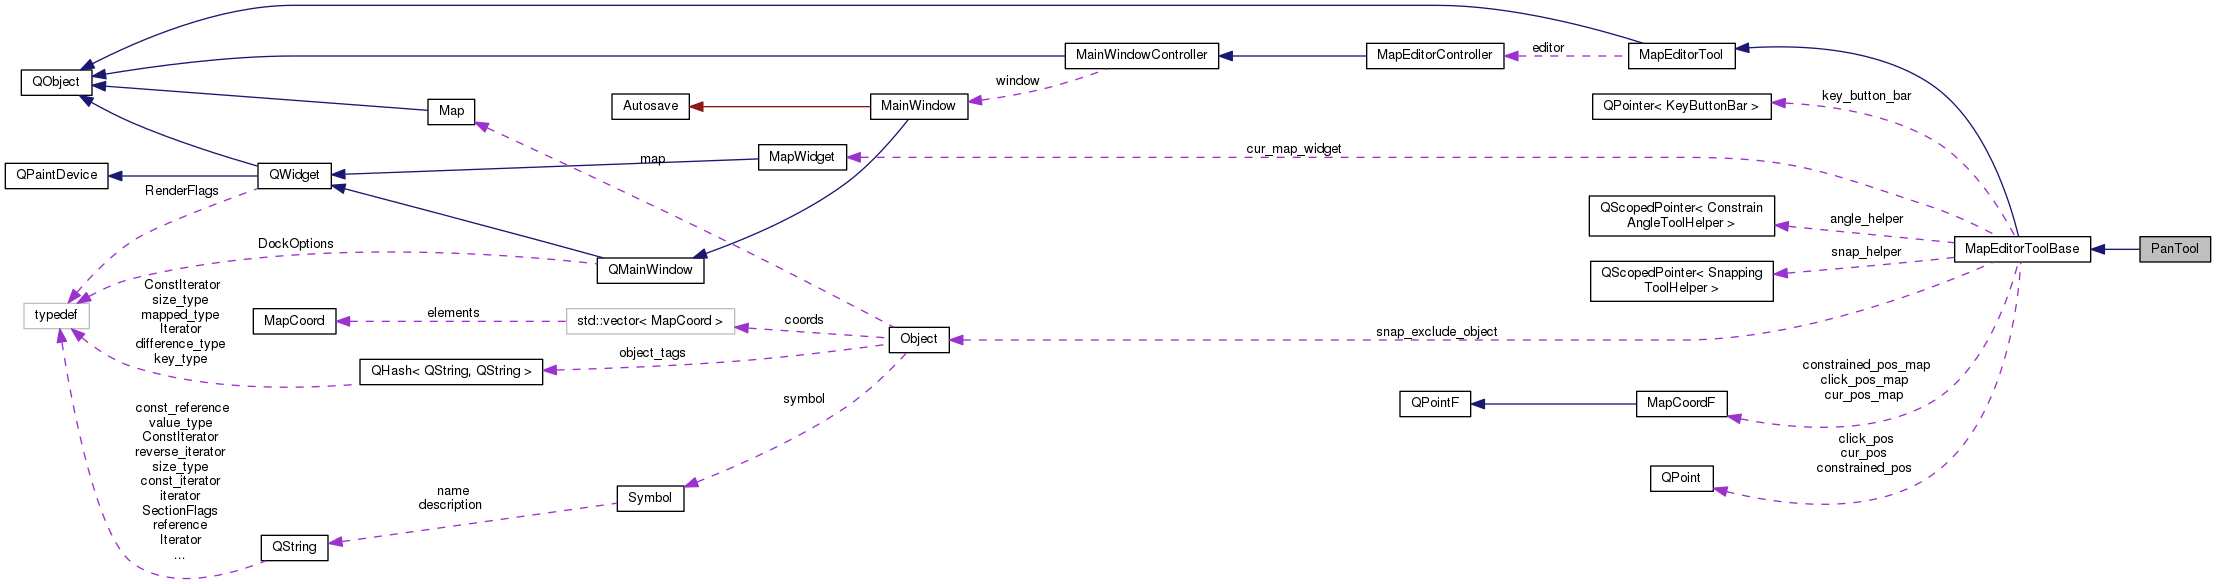 MainWindowController
MapEditorController
editor
MapEditorTool
QObject
window
Map
Autosave
MainWindow
QPointer< KeyButtonBar >
key_button_bar
map
MapWidget
cur_map_widget
QPaintDevice
QWidget
RenderFlags
QScopedPointer< Constrain
AngleToolHelper >
angle_helper
DockOptions
QMainWindow
snap_helper
QScopedPointer< Snapping
ToolHelper >
MapEditorToolBase
PanTool
typedef
ConstIterator
size_type
mapped_type
Iterator
difference_type
key_type
MapCoord
elements
std::vector< MapCoord >
coords
Object
snap_exclude_object
object_tags
QHash< QString, QString >
constrained_pos_map
click_pos_map
cur_pos_map
symbol
QPointF
MapCoordF
const_reference
value_type
ConstIterator
reverse_iterator
size_type
const_iterator
iterator
SectionFlags
reference
Iterator
...
click_pos
cur_pos
constrained_pos
QPoint
name
description
Symbol
QString